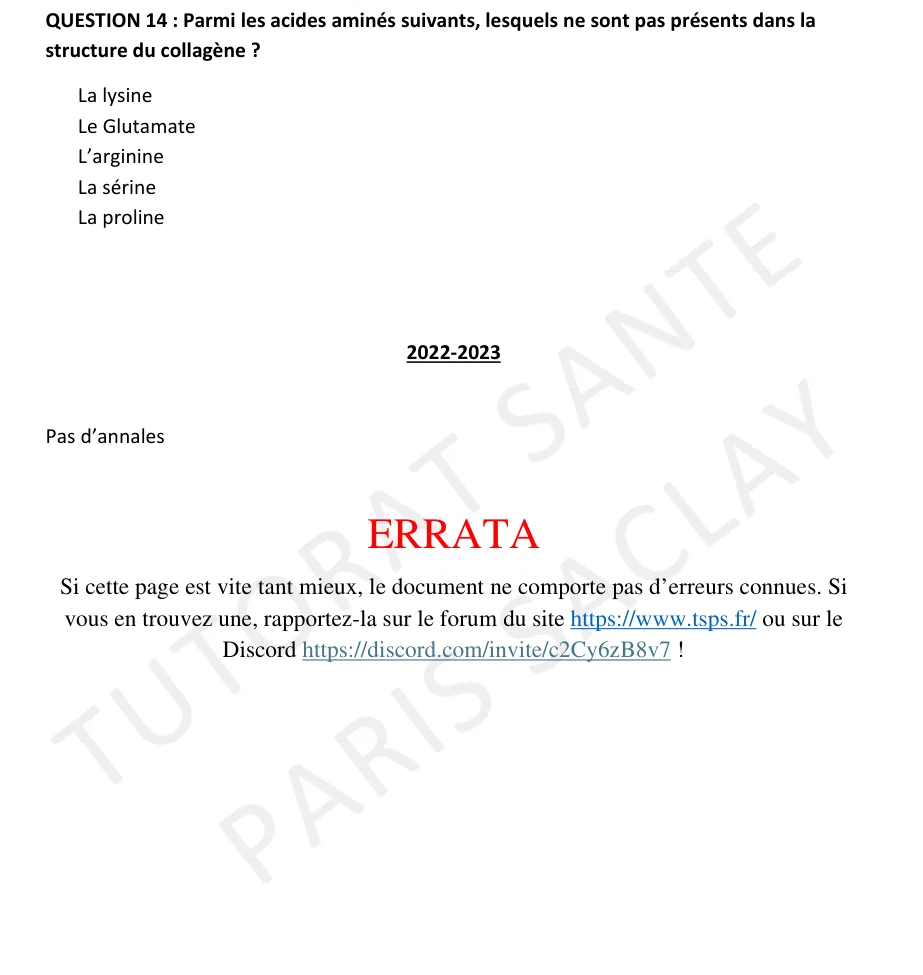 QUESTION 14 : Parmi les acides aminés suivants, lesquels ne sont pas présents dans la
structure du collagène ?
La lysine
Le Glutamate
L’arginine
La sérine
La proline
2022-2023
Pas d’annales
ERRATA
Si cette page est vite tant mieux, le document ne comporte pas d’erreurs connues. Si
vous en trouvez une, rapportez-la sur le forum du site https://www.tsps.fr/ ou sur le
Discord https://discord.com/invite/c2Cy6zB8v7 !
TUTORAT SANTE
PARIS SACLAY